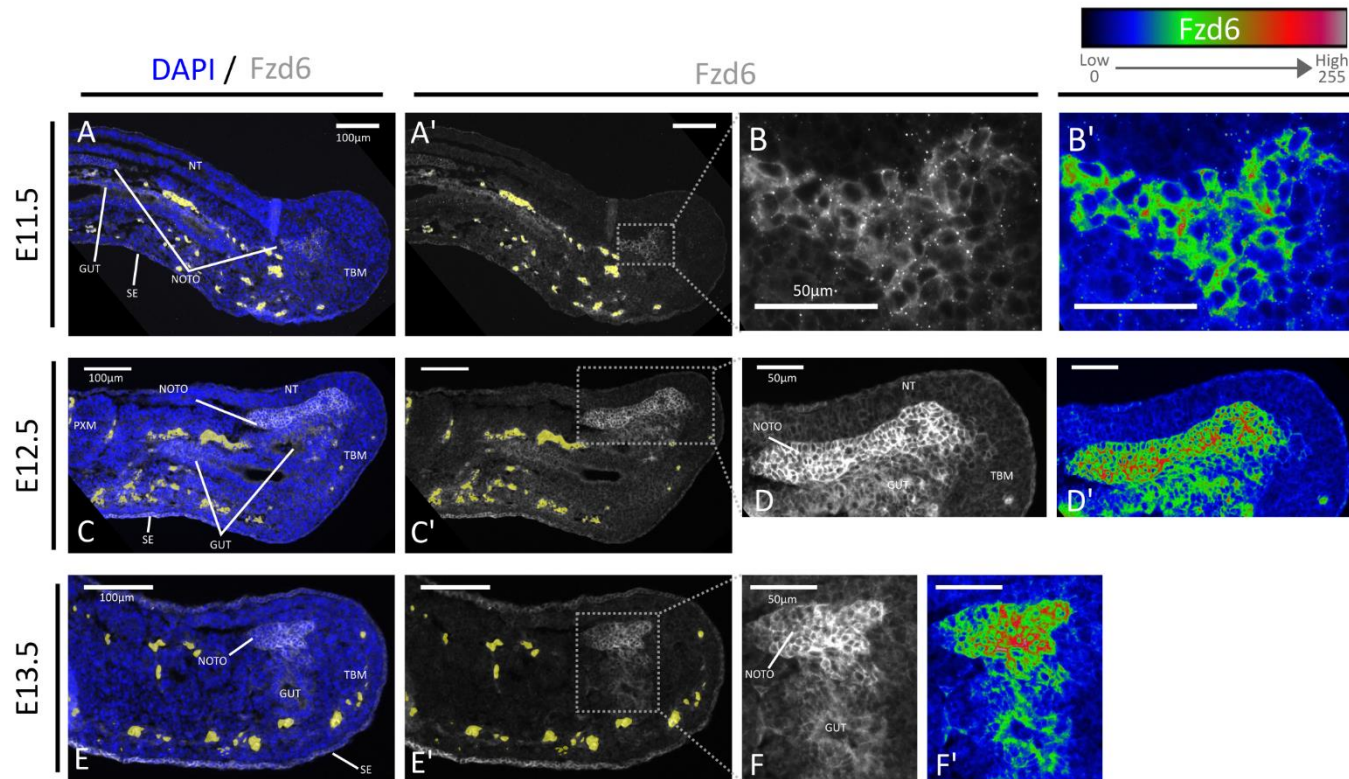 Fzd6
Low
0
High
255
DAPI / Fzd6
Fzd6
E11.5
A
100µm
NT
GUT
SE
NOTO
TBM
A'
B
50µm
B'
E12.5
100µm
NOTO
NT
PXM
TBM
C
SE
GUT
C'
50µm
NT
NOTO
GUT
TBM
D
D'
E13.5
100µm
NOTO
TBM
GUT
E
SE
E'
50µm
NOTO
GUT
F
F'